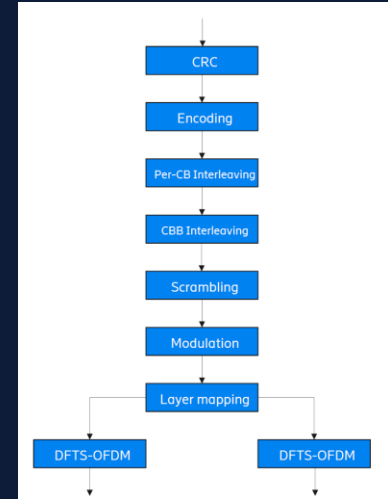 CRC
Encoding
Per-CB Interleaving
CBB Interleaving
Scrambling
Modulation
Layer mapping
DFTS-OFDM
DFTS-OFDM